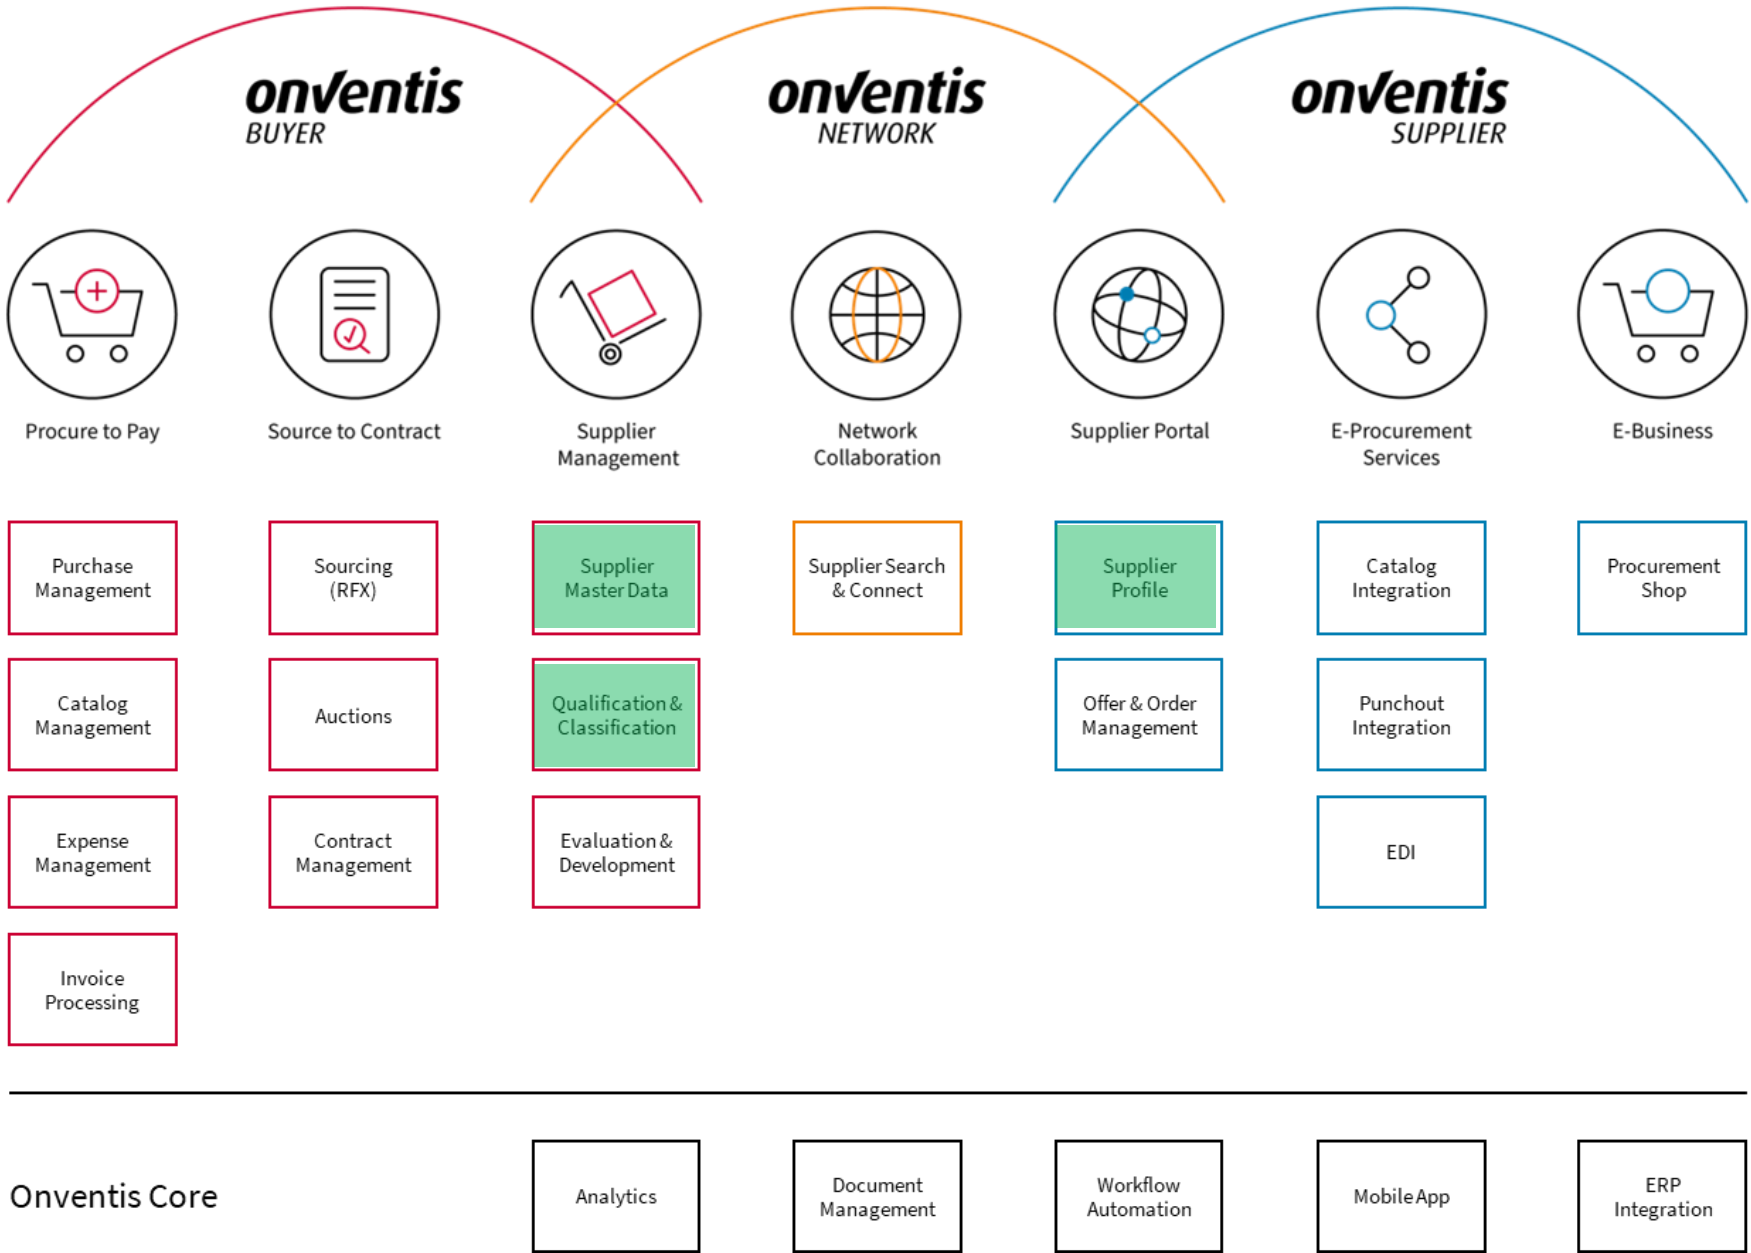 onventis
BUYER
onventis
NETWORK
onventis
SUPPLIER
Procure to Pay
Source to Contract
Supplier
Management
Network
Collaboration
Supplier Portal
E-Procurement
Services
E-Business
Purchase
Management
Sourcing
(RFX)
Supplier
Master Data
Supplier Search
& Connect
Supplier
Profile
Catalog
Integration
Procurement
Shop
Catalog
Management
Auctions
Qualification &
Classification
Offer & Order
Management
Punchout
Integration
Expense
Management
Contract
Management
Evaluation &
Development
EDI
Invoice
Processing
Onventis Core
Analytics
Document
Management
Workflow
Automation
Mobile App
ERP
Integration